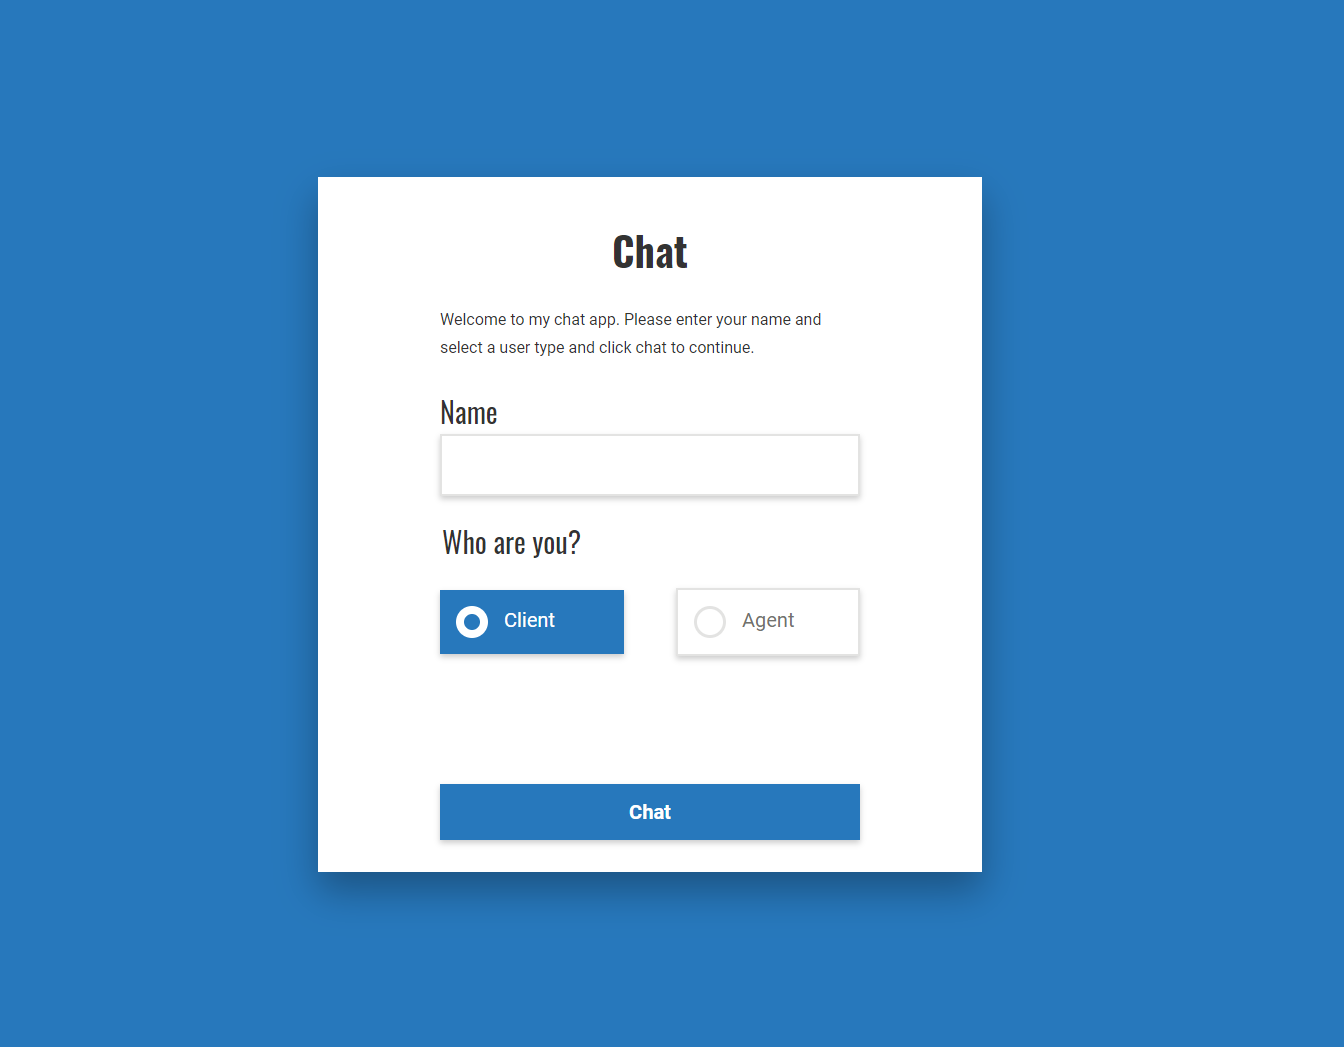 Chat
Welcome to my chat app. Please enter your name and
select a user type and click chat to continue.
Name
Who are you?
Client
Agent
Chat